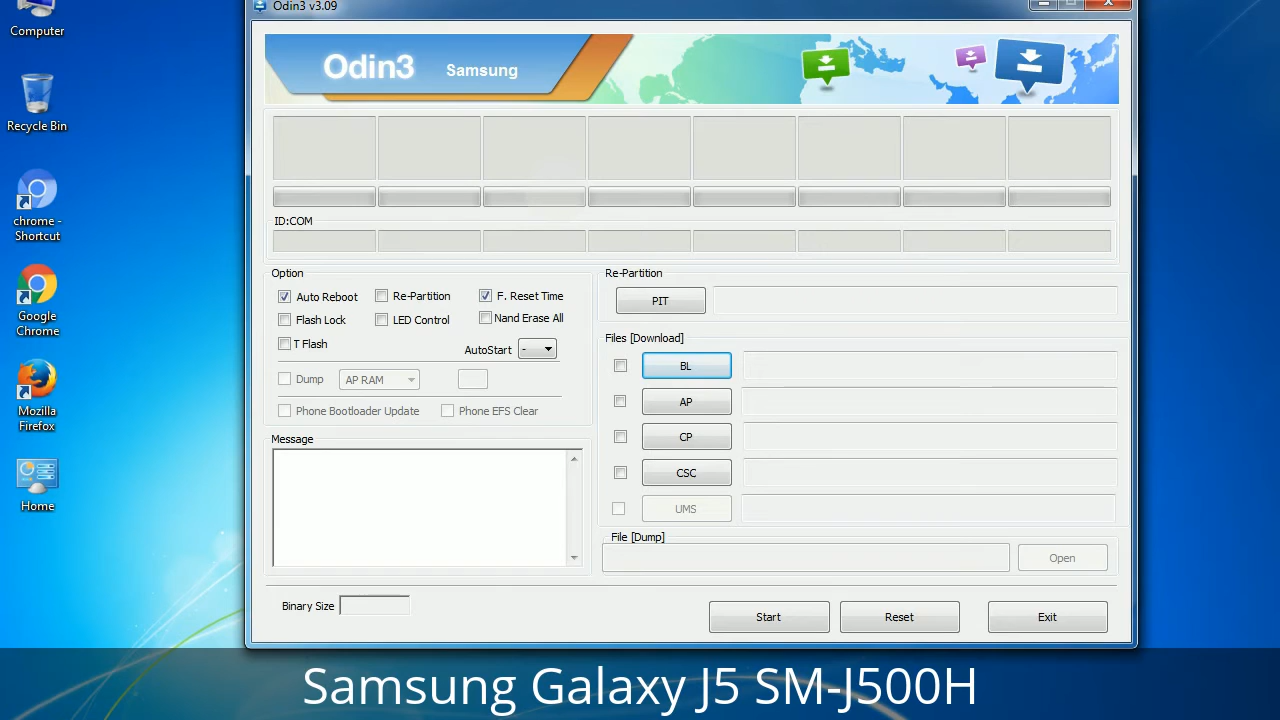 Computer
Recycle Bin
chrome -
Shortcut
Google
Chrome
Mozilla
Firefox
Home
Odin3 v3.09
Odin3
Samsung
ID:COM
Option
Auto Reboot
Re-Partition
F. Reset Time
Flash Lock
LED Control
Nand Erase All
T Flash
AutoStart
-
Dump
AP RAM
Phone Bootloader Update
Phone EFS Clear
Message
Re-Partition
PIT
Files [Download]
BL
AP
CP
CSC
UMS
File [Dump]
Open
Binary Size
Start
Reset
Exit
Samsung Galaxy J5 SM-J500H